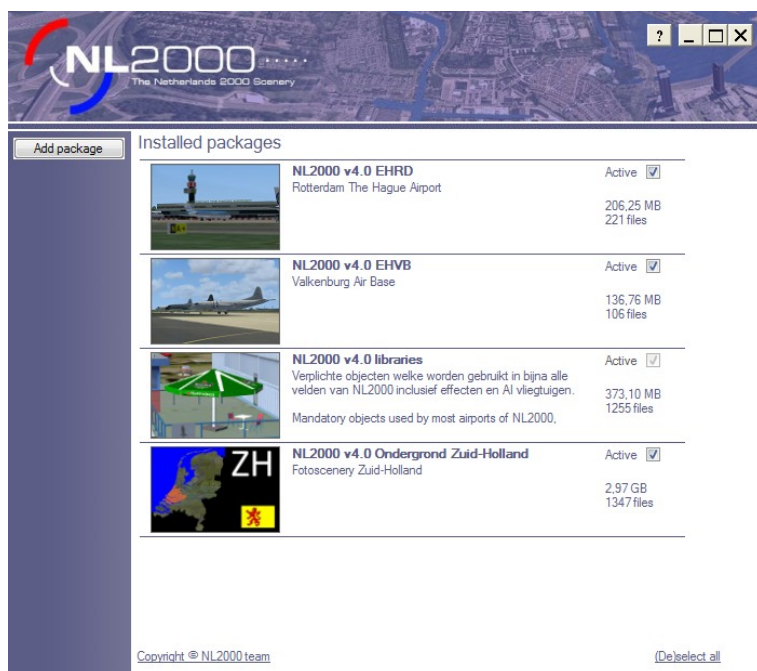 NL2000
The Netherlands 2000 Scenery
?
Add package
Installed packages
NL2000 v4.0 EHRD
Rotterdam The Hague Airport
Active
206,25 MB
221 files
NL2000 v4.0 EHVB
Valkenburg Air Base
Active
136,76 MB
106 files
NL2000 v4.0 libraries
Verplichte objecten welke worden gebruikt in bijna alle
velden van NL2000 inclusief effecten en AI vliegtuigen.
Mandatory objects used by most airports of NL2000,
Active
373,10 MB
1255 files
ZH
NL2000 v4.0 Ondergrond Zuid-Holland
Fotoscenery Zuid-Holland
Active
2,97 GB
1347 files
Copyright © NL2000 team
(De)select all